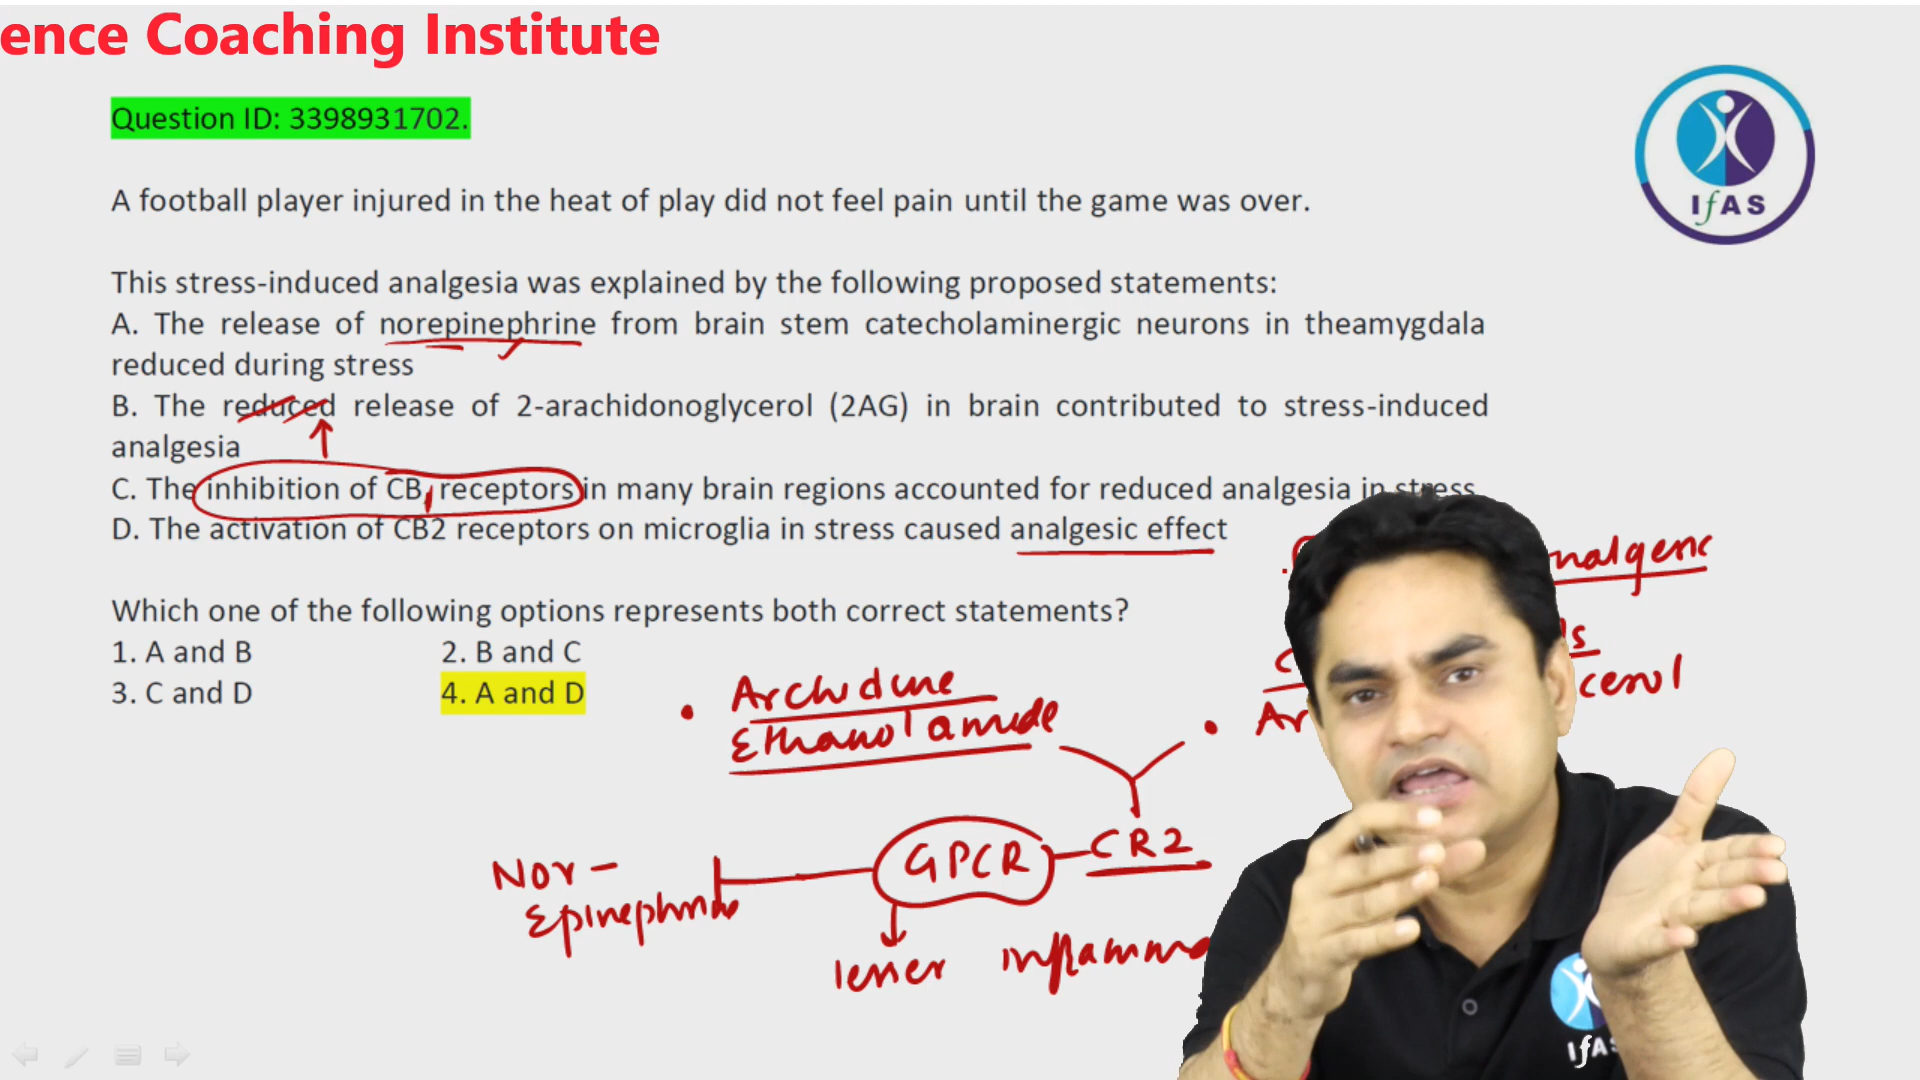 ence Coaching Institute
Question ID: 3398931702.
IfAS
A football player injured in the heat of play did not feel pain until the game was over.
This stress-induced analgesia was explained by the following proposed statements:
A. The release of norepinephrine from brain stem catecholaminergic neurons in theamygdala
reduced during stress
B. The reduced release of 2-arachidonoglycerol (2AG) in brain contributed to stress-induced
analgesia
C. The inhibition of CB1 receptors in many brain regions accounted for reduced analgesia in stress
D. The activation of CB2 receptors on microglia in stress caused analgesic effect
Which one of the following options represents both correct statements?
1. A and B 2. B and C
3. C and D 4. A and D
Ethanolamide
GPCR
CR2
Nor-
lesser
IfAS